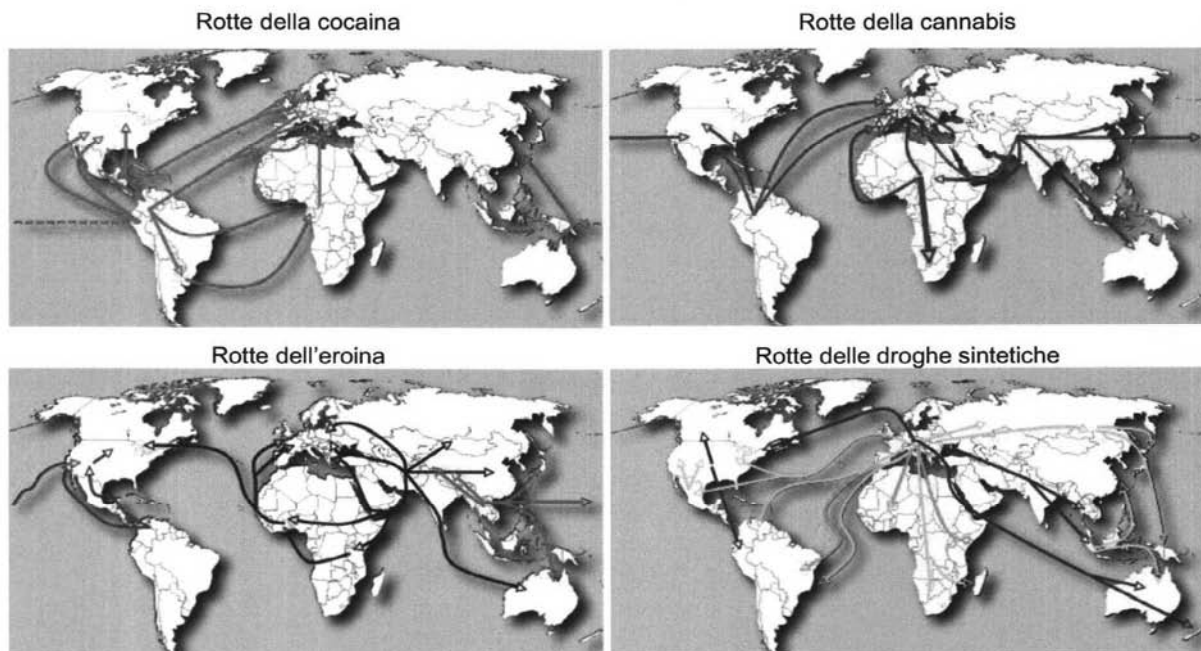 Rotte della cocaina
Rotte della cannabis
Rotte dell'eroina
Rotte delle droghe sintetiche